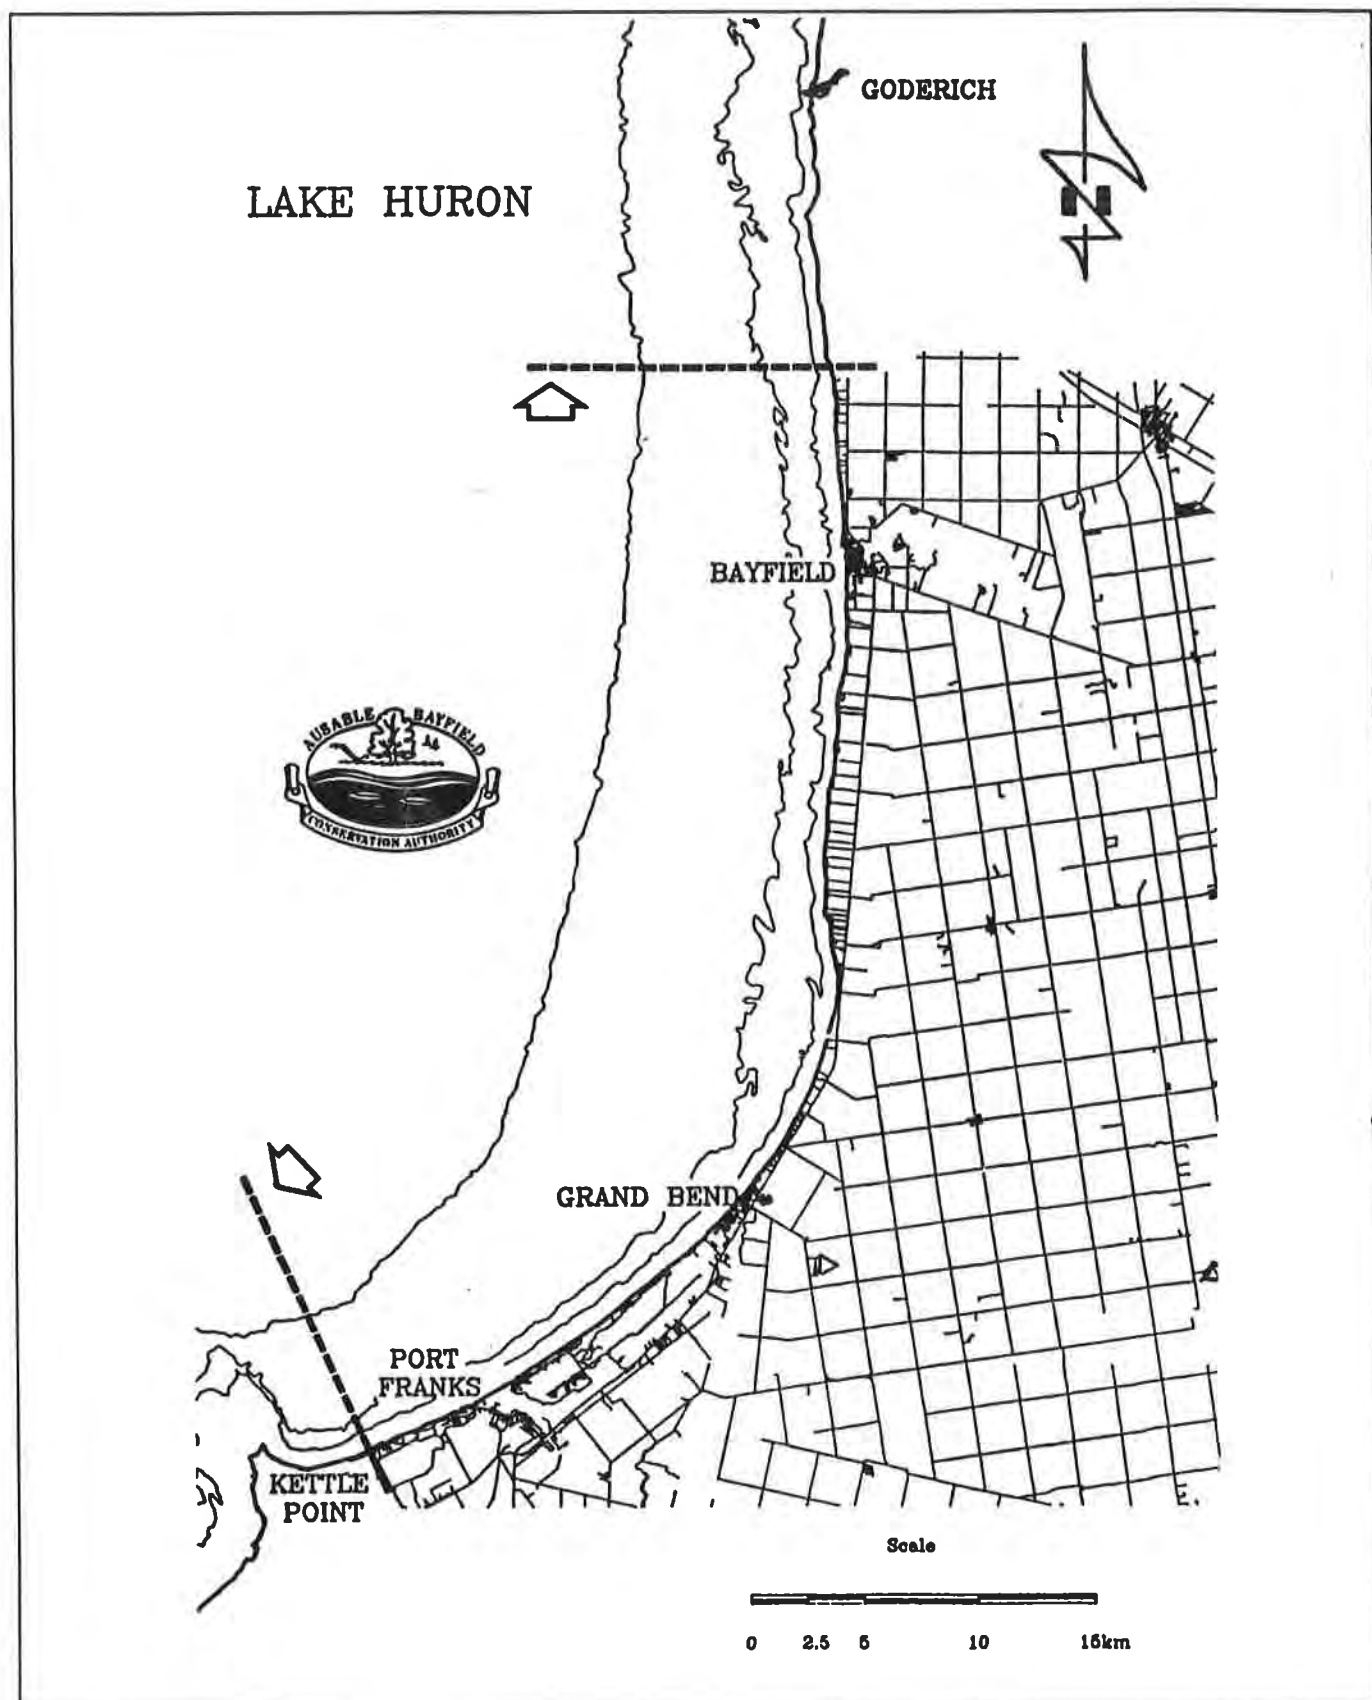 GODERICH
LAKE HURON
N
BAYFIELD
AUSABLE BAYFIELD
CONSERVATION AUTHORITY
GRAND BEND
PORT
FRANKS
KETTLE
POINT
Scale
0 2.5 5 10 15km